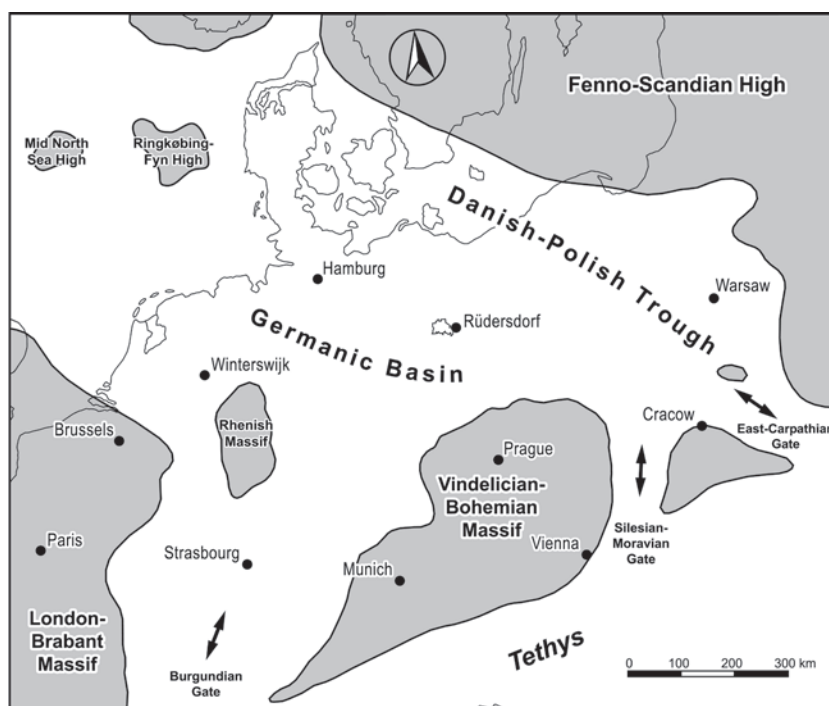 Fenno-Scandian High
Mid North
Sea High
Ringkøbing-
Fyn High
Danish-Polish Trough
Hamburg
Warsaw
Rüdersdorf
Germanic Basin
Winterswijk
Rhenish
Massif
Brussels
Cracow
East-Carpathian
Gate
Prague
Vindelician-
Bohemian
Massif
Silesian-
Moravian
Gate
Paris
Strasbourg
Munich
Vienna
London-
Brabant
Massif
Burgundian
Gate
Tethys
0 100 200 300 km